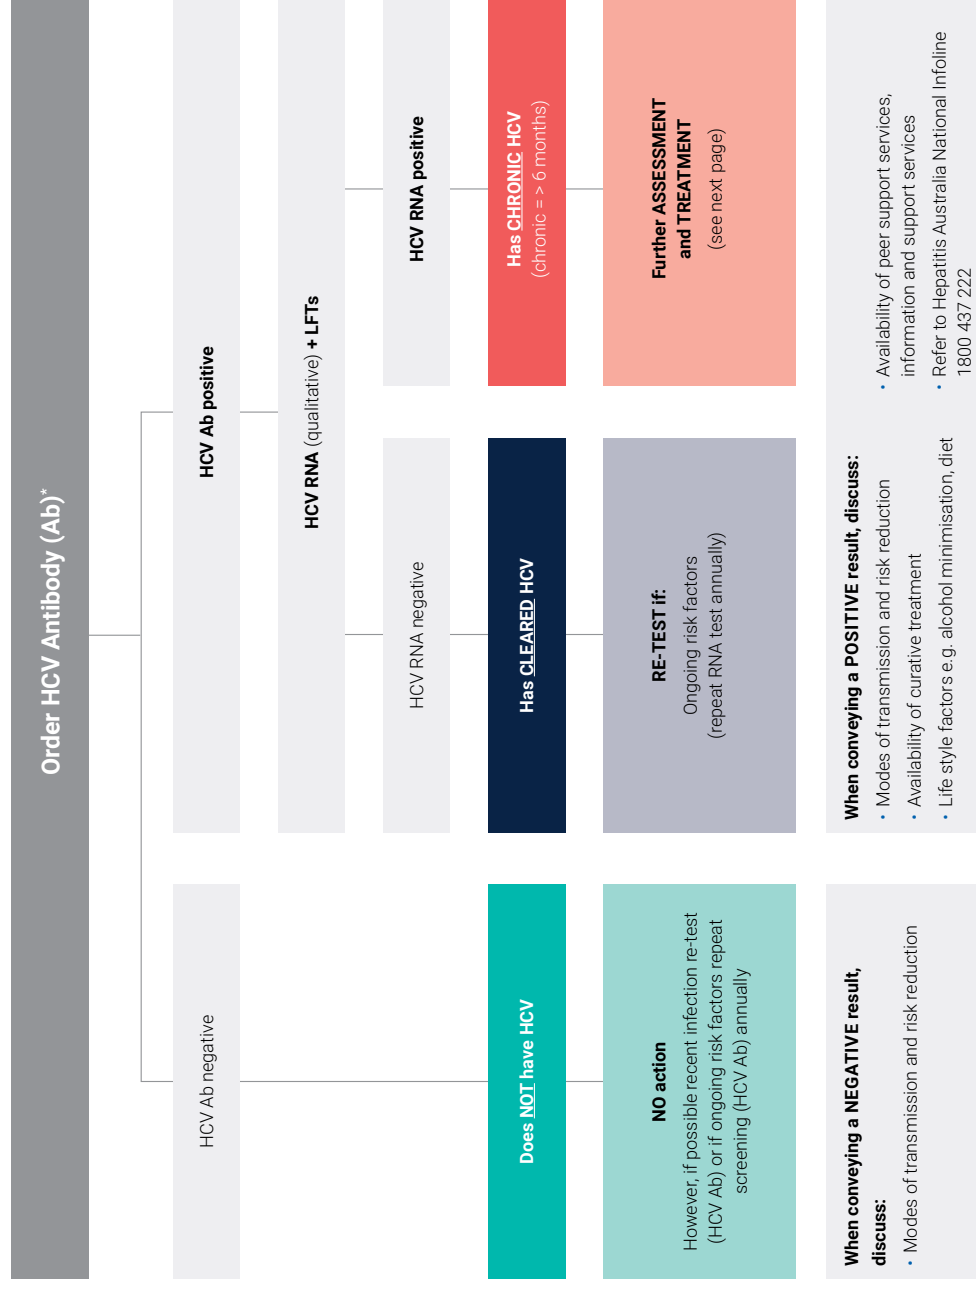 Order HCV Antibody (Ab)*
HCV Ab negative
HCV Ab positive
HCV RNA (qualitative) + LFTs
HCV RNA negative
HCV RNA positive
Does NOT have HCV
Has CLEARED HCV
Has CHRONIC HCV
(chronic = > 6 months)
NO action
However, if possible recent infection re-test
(HCV Ab) or if ongoing risk factors repeat
screening (HCV Ab) annually
RE-TEST if:
Ongoing risk factors
(repeat RNA test annually)
Further ASSESSMENT
and TREATMENT
(see next page)
When conveying a NEGATIVE result,
discuss:
• Modes of transmission and risk reduction
When conveying a POSITIVE result, discuss:
• Modes of transmission and risk reduction
• Availability of curative treatment
• Life style factors e.g. alcohol minimisation, diet
• Availability of peer support services,
information and support services
• Refer to Hepatitis Australia National Infoline
1800 437 222